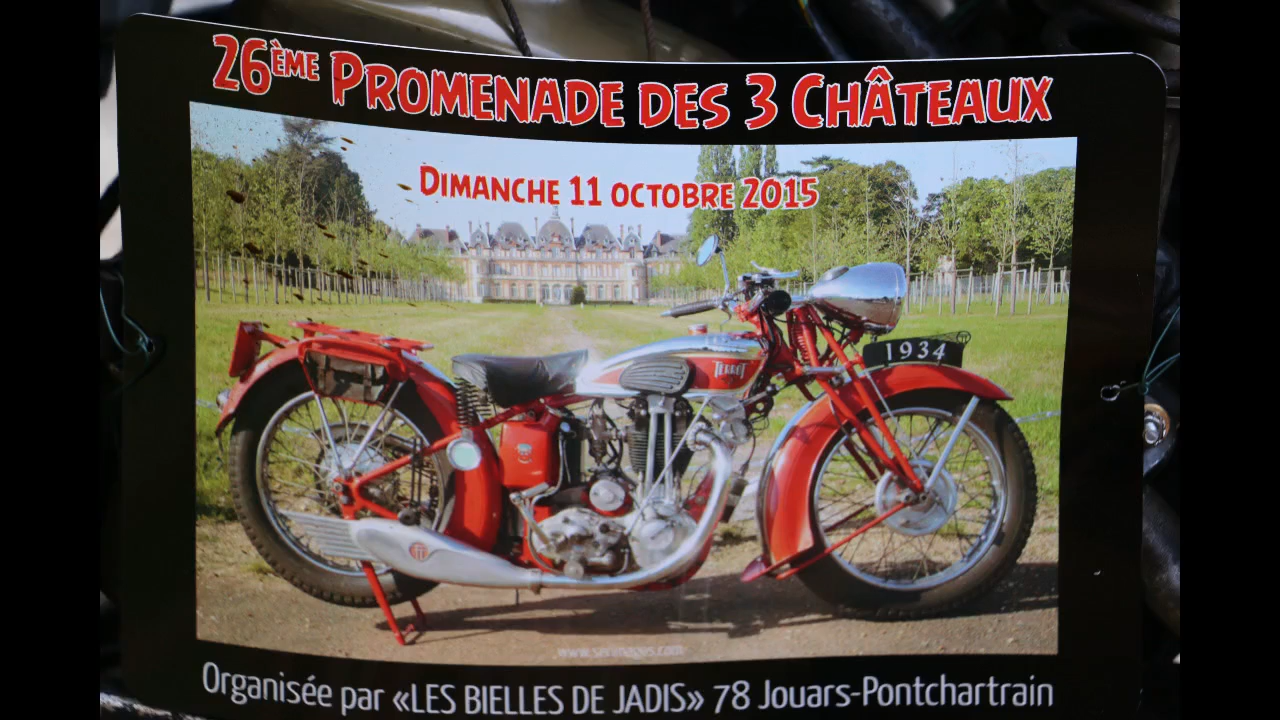 26ÈME PROMENADE DES 3 CHÂTEAUX
DIMANCHE 11 OCTOBRE 2015
1934
TERROT
Organisée par «LES BIELLES DE JADIS» 78 Jouars-Pontchartrain